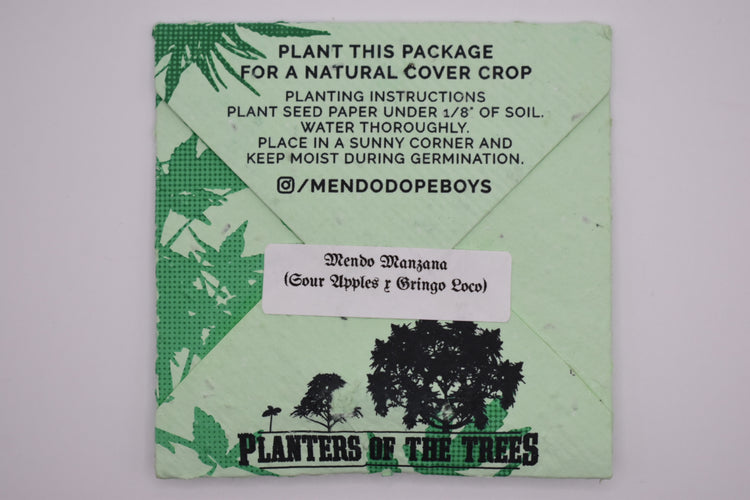 PLANT THIS PACKAGE
FOR A NATURAL COVER CROP
PLANTING INSTRUCTIONS
PLANT SEED PAPER UNDER 1/8" OF SOIL.
WATER THOROUGHLY.
PLACE IN A SUNNY CORNER AND
KEEP MOIST DURING GERMINATION.
/MENDODOPEBOYS
Mendo Manzana
(Sour Apples x Gringo Loco)
PLANTERS OF THE TREES